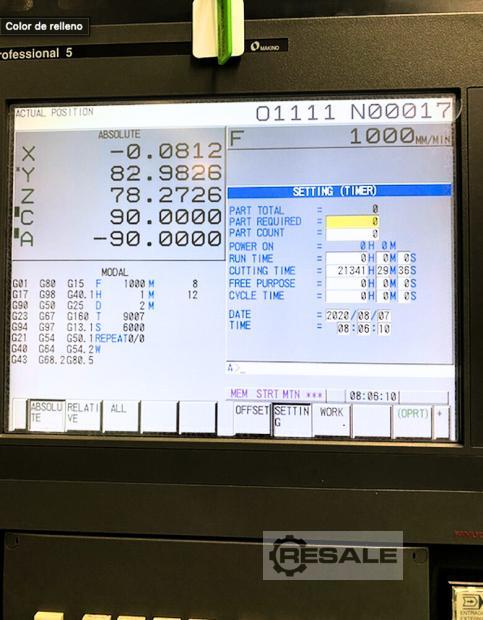 Color de relleno
rofessional 5
MAKINO
ACTUAL POSITION
O1111 N00017
ABSOLUTE
X -0.0812
Y 82.9826
Z 78.2726
C 90.0000
A -90.0000
F 1000 MM/MIN
MODAL
G01 G80 G15 F 1000 M 8
G17 G98 G40.1 H 1 M 12
G90 G50 G25 D 2 M
G23 G67 G160 T 9007
G94 G97 G13.1 S 6000
G21 G54 G50.1 REPEAT 0/0
G40 G64 G54.2 W
G43 G68.2 G80.5
SETTING (TIMER)
PART TOTAL = 0
PART REQUIRED = 0
PART COUNT = 0
POWER ON = 0H 0M
RUN TIME = 0H 0M 0S
CUTTING TIME = 21341H 29M 36S
FREE PURPOSE = 0H 0M 0S
CYCLE TIME = 0H 0M 0S
DATE = 2020/08/07
TIME = 08:06:10
A>_
MEM STRT MTN *** 08:06:10
ABSOLUTE RELATIVE ALL
OFFSET SETTING WORK (OPRT) +
RESALE